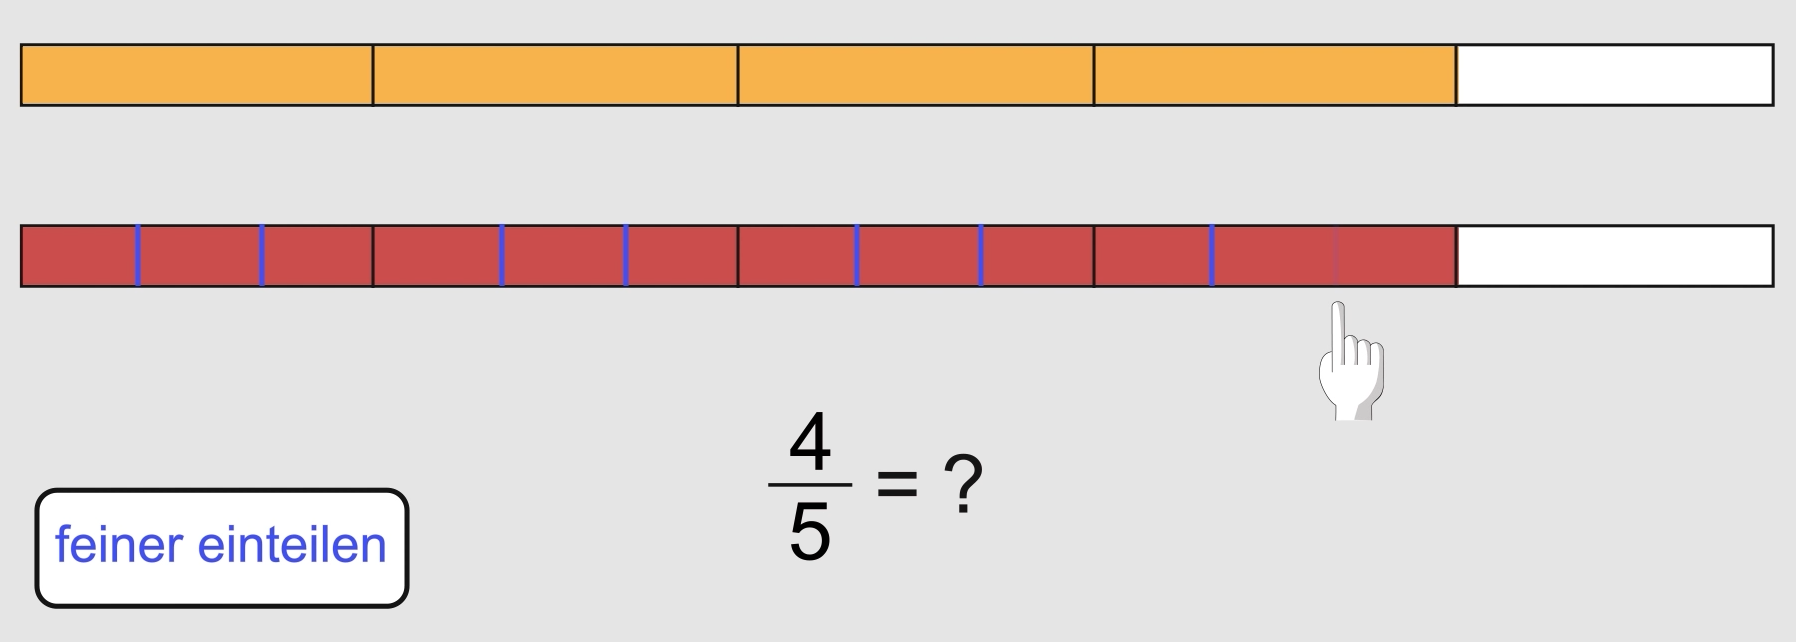 4
5
= ?
feiner einteilen